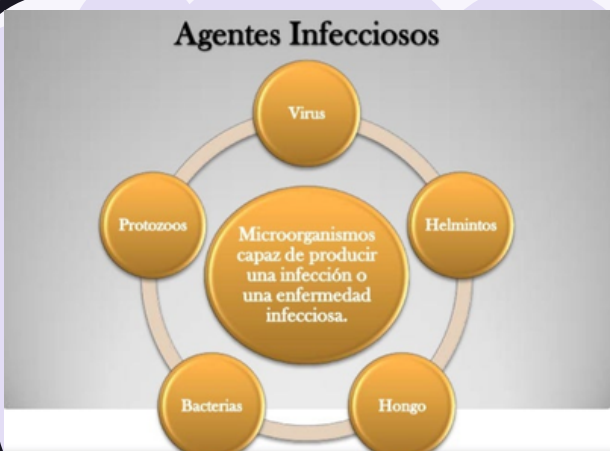 Agentes Infecciosos
Virus
Protozoos
Helmintos
Microorganismos
capaz de producir
una infección o
una enfermedad
infecciosa.
Bacterias
Hongo